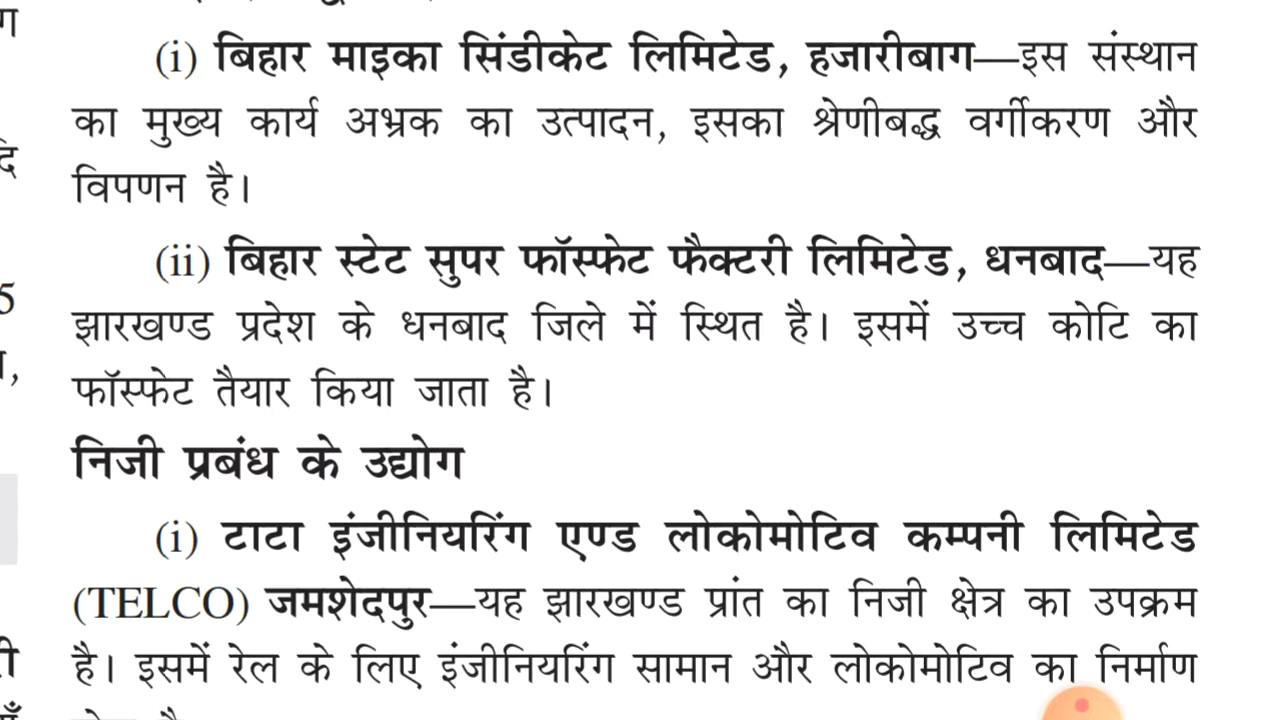 (i) बिहार माइका सिंडीकेट लिमिटेड, हजारीबाग—इस संस्थान
का मुख्य कार्य अभ्रक का उत्पादन, इसका श्रेणीबद्ध वर्गीकरण और
विपणन है।
(ii) बिहार स्टेट सुपर फॉस्फेट फैक्टरी लिमिटेड, धनबाद—यह
झारखण्ड प्रदेश के धनबाद जिले में स्थित है। इसमें उच्च कोटि का
फॉस्फेट तैयार किया जाता है।
निजी प्रबंध के उद्योग
(i) टाटा इंजीनियरिंग एण्ड लोकोमोटिव कम्पनी लिमिटेड
(TELCO) जमशेदपुर—यह झारखण्ड प्रांत का निजी क्षेत्र का उपक्रम
है। इसमें रेल के लिए इंजीनियरिंग सामान और लोकोमोटिव का निर्माण